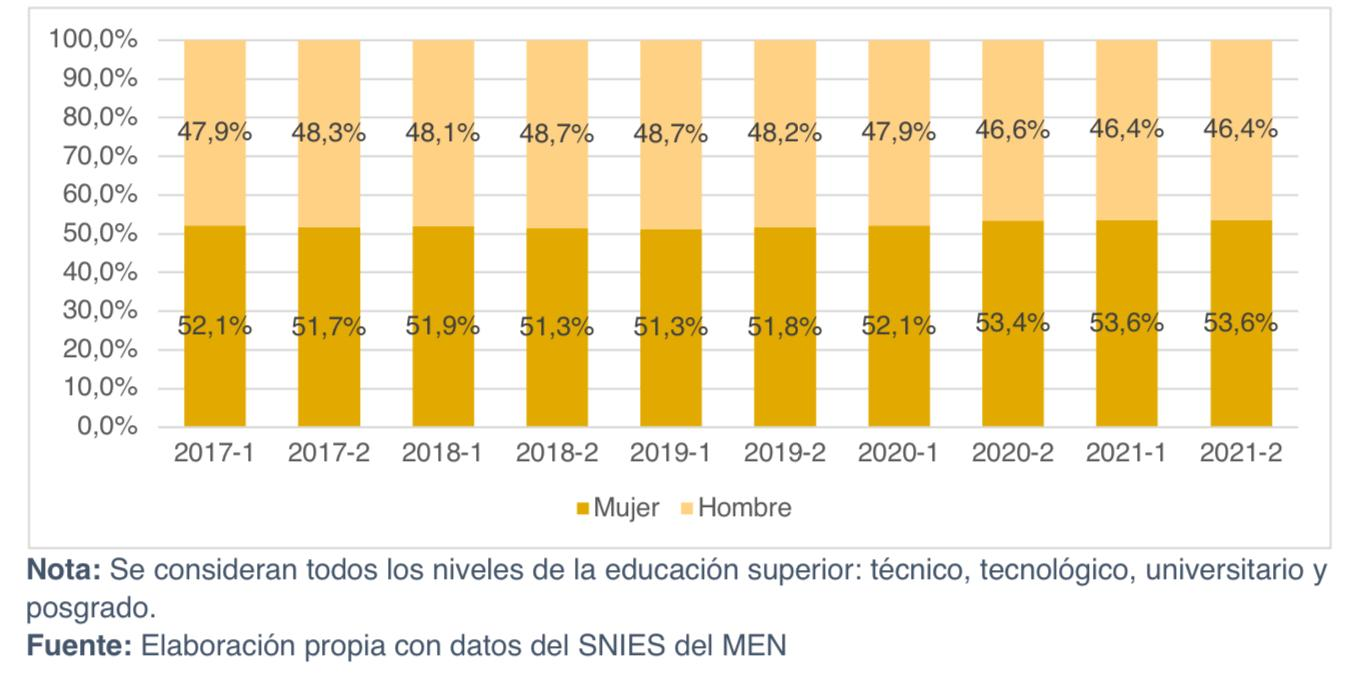 100,0%
90,0%
80,0%
70,0%
60,0%
50,0%
40,0%
30,0%
20,0%
10,0%
0,0%
47,9% 48,3% 48,1% 48,7% 48,7% 48,2% 47,9% 46,6% 46,4% 46,4%
52,1% 51,7% 51,9% 51,3% 51,3% 51,8% 52,1% 53,4% 53,6% 53,6%
2017-1 2017-2 2018-1 2018-2 2019-1 2019-2 2020-1 2020-2 2021-1 2021-2
Mujer Hombre
Nota: Se consideran todos los niveles de la educación superior: técnico, tecnológico, universitario y
posgrado.
Fuente: Elaboración propia con datos del SNIES del MEN